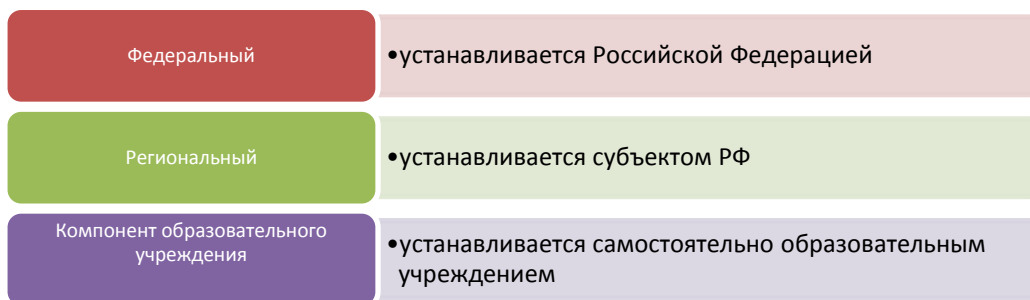 Федеральный
•устанавливается Российской Федерацией
Региональный
•устанавливается субъектом РФ
Компонент образовательного
учреждения
•устанавливается самостоятельно образовательным
учреждением